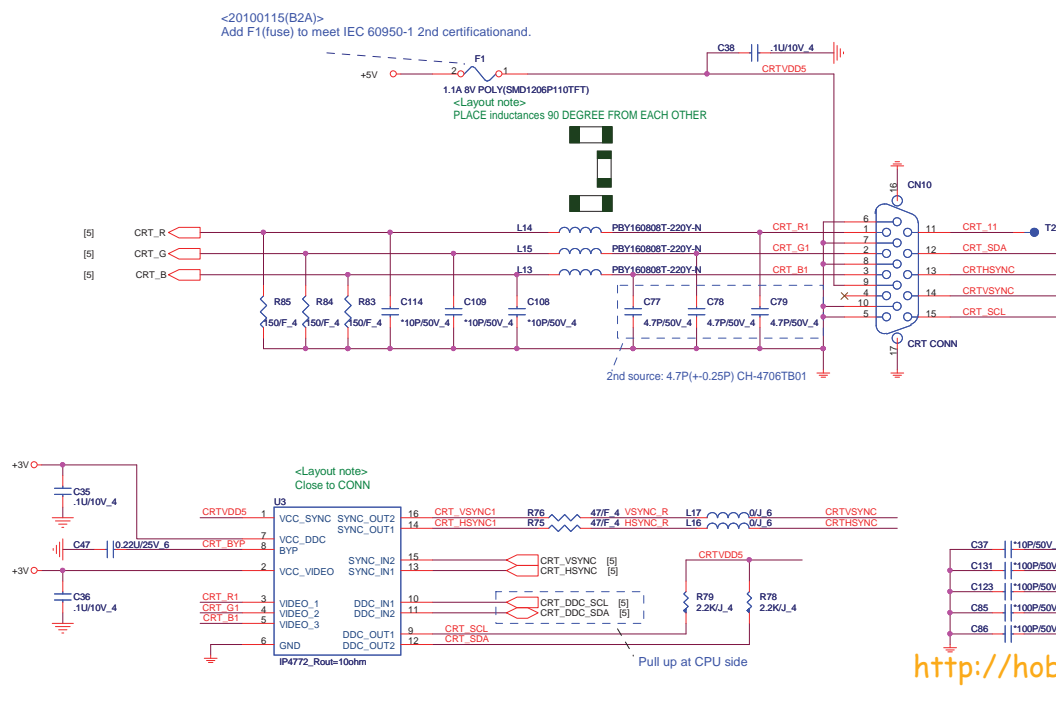 <20100115(B2A)>
Add F1(fuse) to meet IEC 60950-1 2nd certificationand.
F1
+5V
2
1
1.1A 8V POLY(SMD1206P110TFT)
C38
.1U/10V_4
CRTVDD5
<Layout note>
PLACE inductances 90 DEGREE FROM EACH OTHER
[5] CRT_R
[5] CRT_G
[5] CRT_B
L14 PBY160808T-220Y-N CRT_R1
L15 PBY160808T-220Y-N CRT_G1
L13 PBY160808T-220Y-N CRT_B1
R85
150/F_4
R84
150/F_4
R83
150/F_4
C114
*10P/50V_4
C109
*10P/50V_4
C108
*10P/50V_4
C77
4.7P/50V_4
C78
4.7P/50V_4
C79
4.7P/50V_4
2nd source: 4.7P(+-0.25P) CH-4706TB01
16
CN10
6
1
7
2
8
3
9
4
10
5
11 CRT_11 T2
12 CRT_SDA
13 CRTHSYNC
14 CRTVSYNC
15 CRT_SCL
17
CRT CONN
+3V
C35
.1U/10V_4
C47 0.22U/25V_6 CRT_BYP
+3V
C36
.1U/10V_4
<Layout note>
Close to CONN
U3
CRTVDD5 1 VCC_SYNC
7 VCC_DDC
8 BYP
2 VCC_VIDEO
CRT_R1 3 VIDEO_1
CRT_G1 4 VIDEO_2
CRT_B1 5 VIDEO_3
6 GND
SYNC_OUT2 16 CRT_VSYNC1 R76 47/F_4 VSYNC_R L17 0/J_6 CRTVSYNC
SYNC_OUT1 14 CRT_HSYNC1 R75 47/F_4 HSYNC_R L16 0/J_6 CRTHSYNC
SYNC_IN2 15 CRT_VSYNC [5]
SYNC_IN1 13 CRT_HSYNC [5]
DDC_IN1 10 CRT_DDC_SCL [5]
DDC_IN2 11 CRT_DDC_SDA [5]
DDC_OUT1 9 CRT_SCL
DDC_OUT2 12 CRT_SDA
IP4772_Rout=10ohm
CRTVDD5
R79
2.2K/J_4
R78
2.2K/J_4
Pull up at CPU side
C37 *10P/50V_
C131 *100P/50V
C123 *100P/50V
C85 *100P/50V
C86 *100P/50V
http://hob